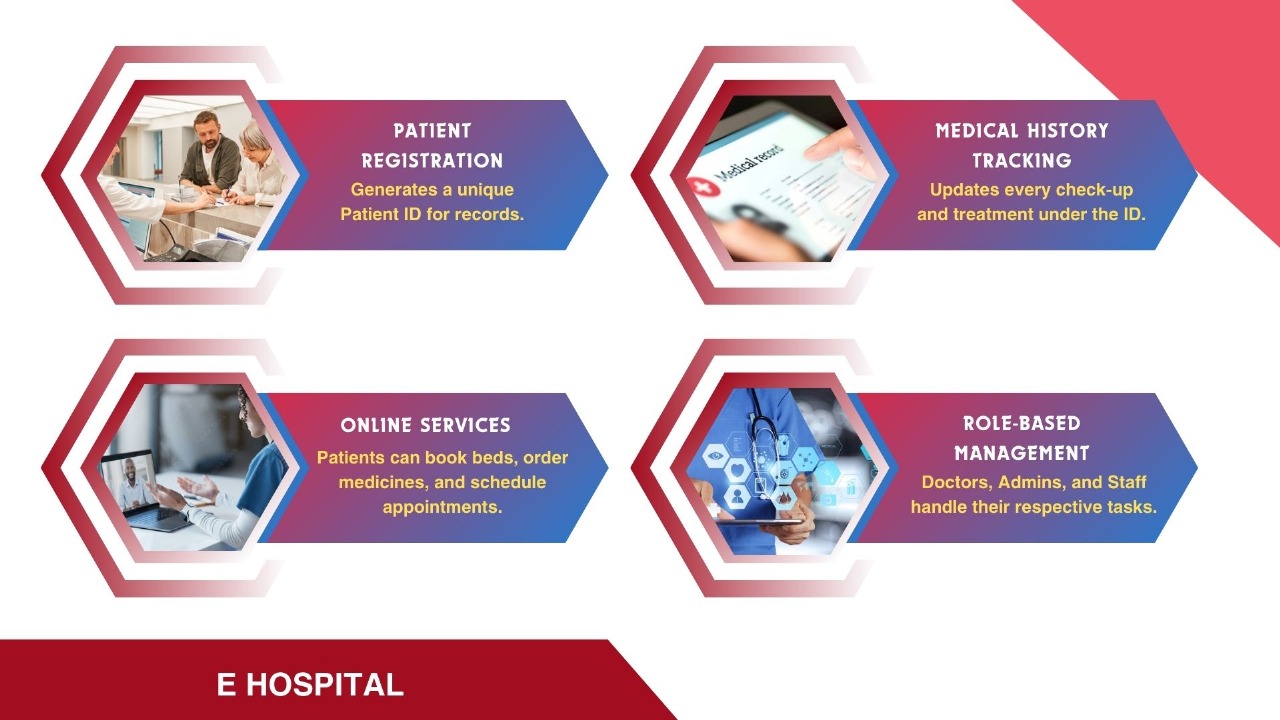 PATIENT
REGISTRATION
Generates a unique
Patient ID for records.
MEDICAL HISTORY
TRACKING
Updates every check-up
and treatment under the ID.
Medical record
ONLINE SERVICES
Patients can book beds, order
medicines, and schedule
appointments.
ROLE-BASED
MANAGEMENT
Doctors, Admins, and Staff
handle their respective tasks.
E HOSPITAL